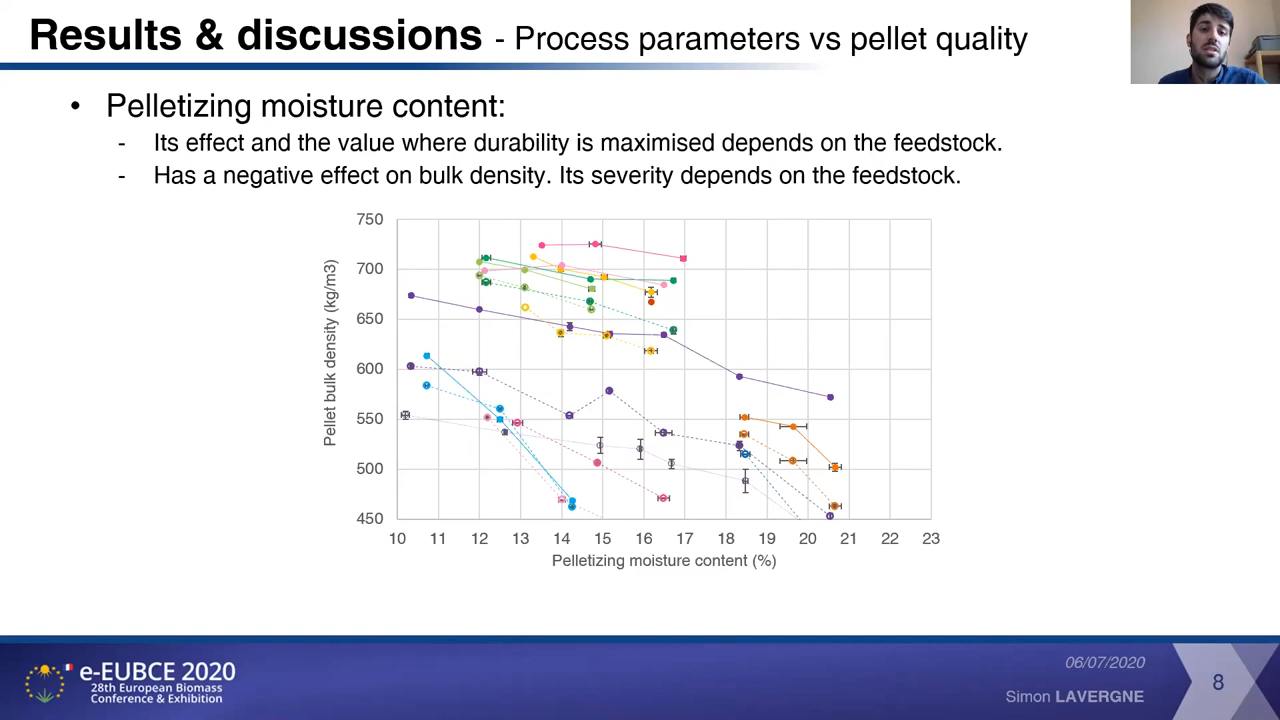 Results & discussions - Process parameters vs pellet quality
• Pelletizing moisture content:
- Its effect and the value where durability is maximised depends on the feedstock.
- Has a negative effect on bulk density. Its severity depends on the feedstock.
Pellet bulk density (kg/m3)
750
700
650
600
550
500
450
10 11 12 13 14 15 16 17 18 19 20 21 22 23
Pelletizing moisture content (%)
e-EUBCE 2020
28th European Biomass
Conference & Exhibition
06/07/2020
Simon LAVERGNE
8